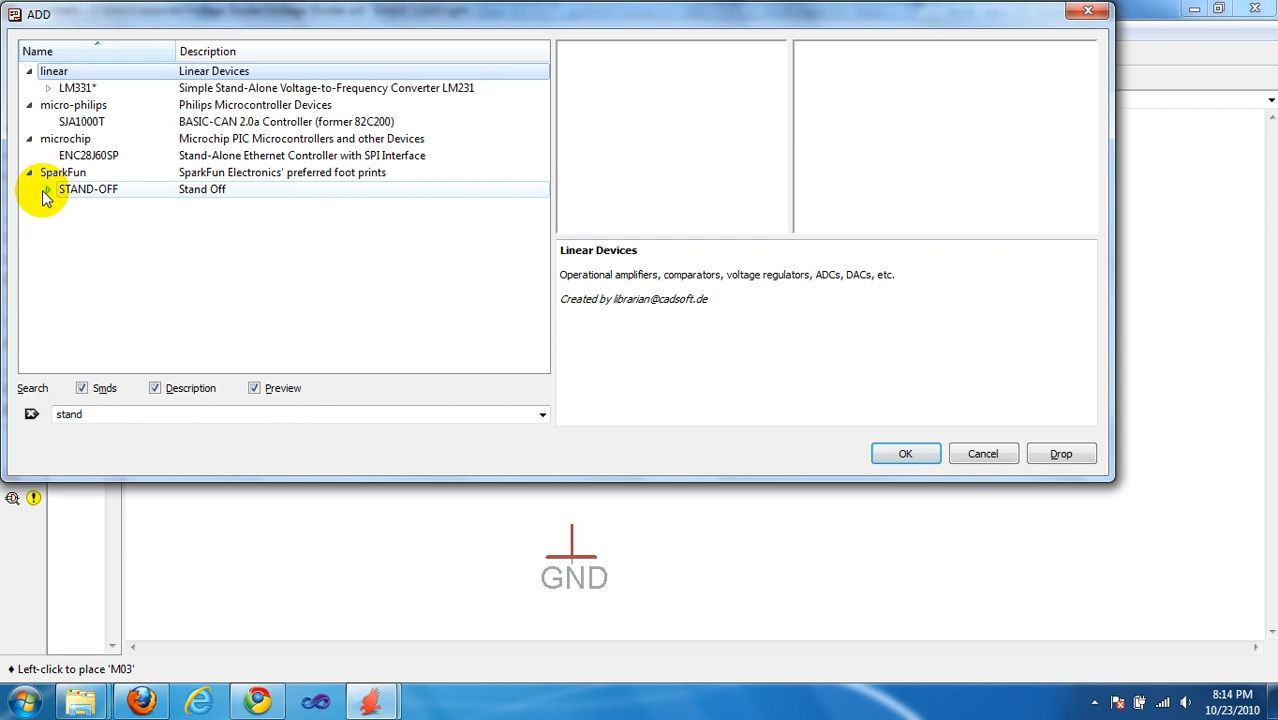 ADD
Name Description
linear Linear Devices
LM331* Simple Stand-Alone Voltage-to-Frequency Converter LM231
micro-philips Philips Microcontroller Devices
SJA1000T BASIC-CAN 2.0a Controller (former 82C200)
microchip Microchip PIC Microcontrollers and other Devices
ENC28J60SP Stand-Alone Ethernet Controller with SPI Interface
SparkFun SparkFun Electronics' preferred foot prints
STAND-OFF Stand Off
Linear Devices
Operational amplifiers, comparators, voltage regulators, ADCs, DACs, etc.
Created by librarian@cadsoft.de
Search Smds Description Preview
stand
OK Cancel Drop
GND
Left-click to place 'M03'
8:14 PM
10/23/2010